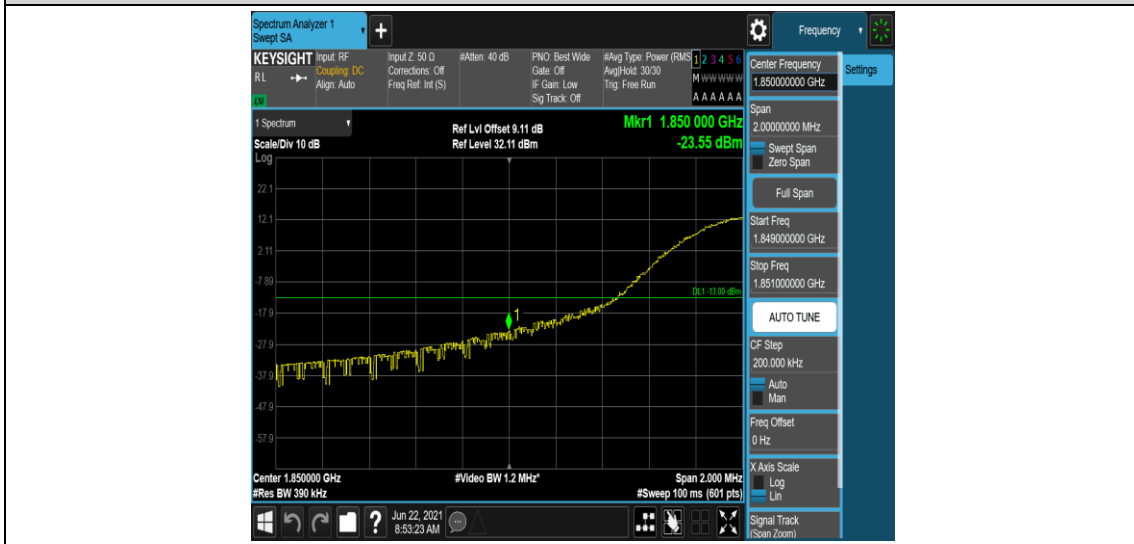 Spectrum Analyzer 1
Swept SA
+
Frequency
KEYSIGHT
RL
LXI
Input: RF
Coupling: DC
Align: Auto
Input Z: 50 Ω
Corrections: Off
Freq Ref: Int (S)
#Atten: 40 dB
PNO: Best Wide
Gate: Off
IF Gain: Low
Sig Track: Off
#Avg Type: Power (RMS
Avg|Hold: 30/30
Trig: Free Run
1 2 3 4 5 6
M W W W W W
A A A A A A
1 Spectrum
Scale/Div 10 dB
Ref Lvl Offset 9.11 dB
Ref Level 32.11 dBm
Mkr1 1.850 000 GHz
-23.55 dBm
Log
22.1
12.1
2.11
-7.89
DL1 -13.00 dBm
-17.9
1
-27.9
-37.9
-47.9
-57.9
Center 1.850000 GHz
#Video BW 1.2 MHz*
Span 2.000 MHz
#Res BW 390 kHz
#Sweep 100 ms (601 pts)
Center Frequency
1.850000000 GHz
Settings
Span
2.00000000 MHz
Swept Span
Zero Span
Full Span
Start Freq
1.849000000 GHz
Stop Freq
1.851000000 GHz
AUTO TUNE
CF Step
200.000 kHz
Auto
Man
Freq Offset
0 Hz
X Axis Scale
Log
Lin
Signal Track
(Span Zoom)
?
Jun 22, 2021
8:53:23 AM